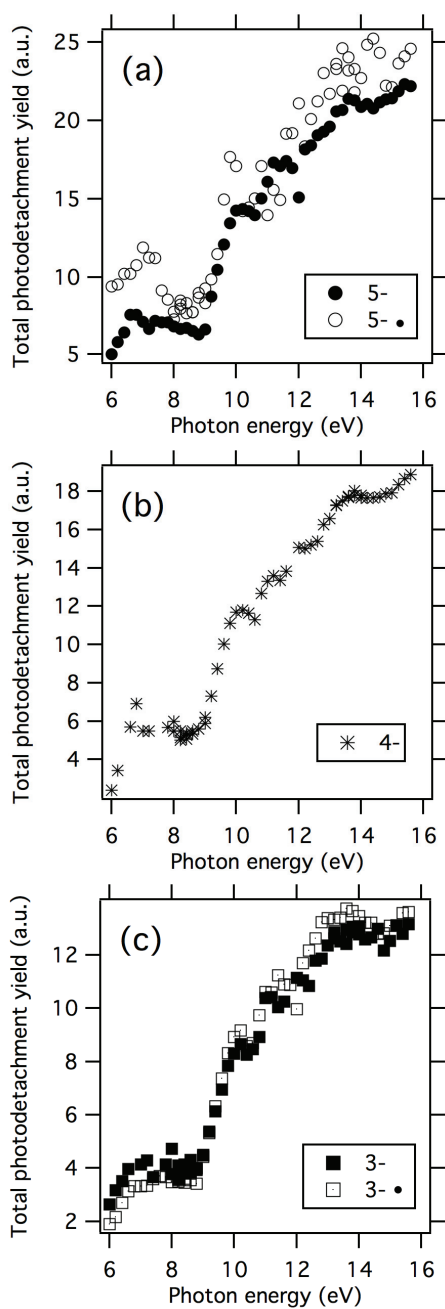 (a)
Total photodetachment yield (a.u.)
25
20
15
10
5
5-
5- •
6 8 10 12 14 16
Photon energy (eV)
(b)
Total photodetachment yield (a.u.)
18
16
14
12
10
8
6
4
4-
6 8 10 12 14 16
Photon energy (eV)
(c)
Total photodetachment yield (a.u.)
12
10
8
6
4
2
3-
3- •
6 8 10 12 14 16
Photon energy (eV)